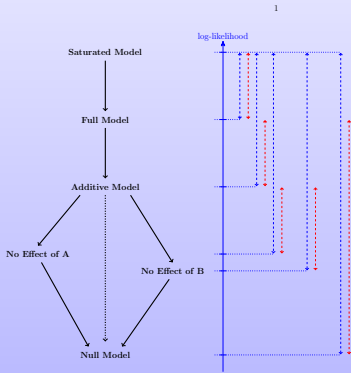 1
log-likelihood
Saturated Model
Full Model
Additive Model
No Effect of A
No Effect of B
Null Model